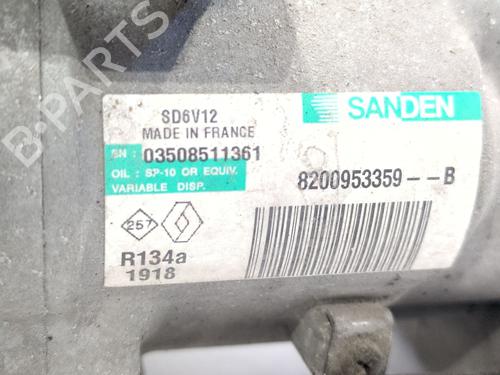 SD6V12
MADE IN FRANCE
SANDEN
SN : 03508511361
OIL : SP-10 OR EQUIV.
VARIABLE DISP.
8200953359--B
257
R134a
1918
B-PARTS